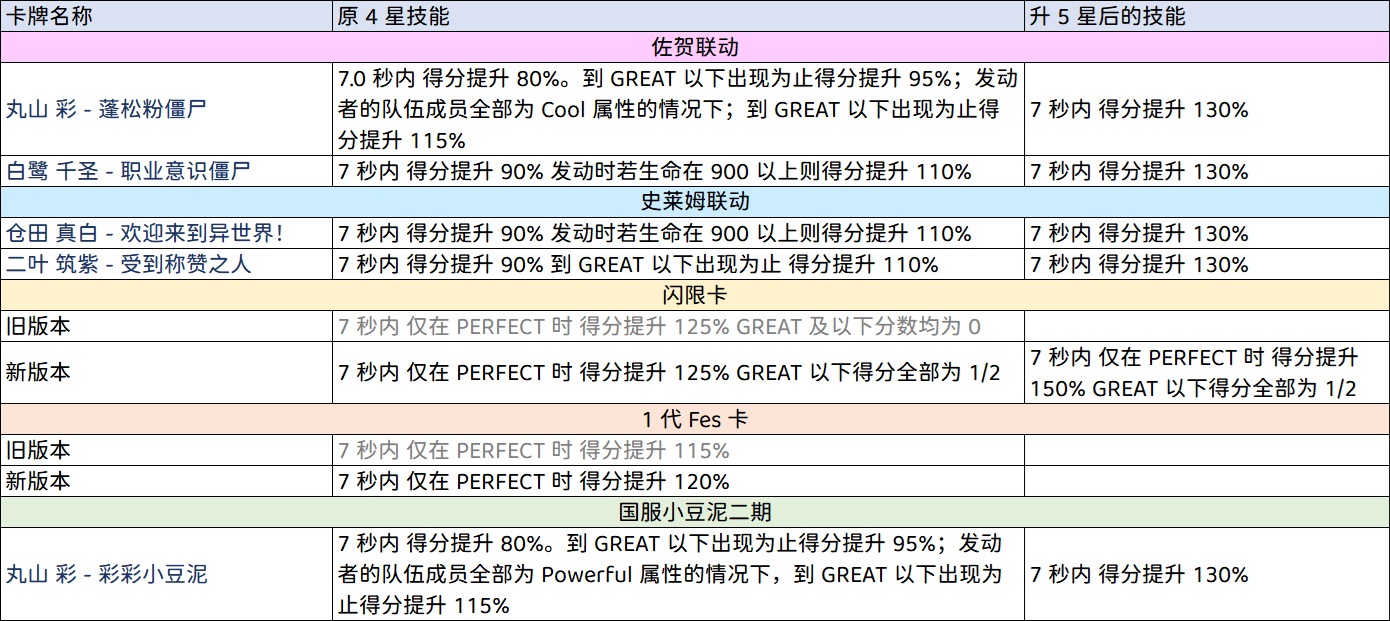 卡牌名称 原 4 星技能 升 5 星后的技能
佐贺联动
丸山 彩 - 蓬松粉僵尸
7.0 秒内 得分提升 80%。到 GREAT 以下出现为止得分提升 95%；发动
者的队伍成员全部为 Cool 属性的情况下；到 GREAT 以下出现为止得
分提升 115%
7 秒内 得分提升 130%
白鹭 千圣 - 职业意识僵尸 7 秒内 得分提升 90% 发动时若生命在 900 以上则得分提升 110% 7 秒内 得分提升 130%
史莱姆联动
仓田 真白 - 欢迎来到异世界！ 7 秒内 得分提升 90% 发动时若生命在 900 以上则得分提升 110% 7 秒内 得分提升 130%
二叶 筑紫 - 受到称赞之人 7 秒内 得分提升 90% 到 GREAT 以下出现为止 得分提升 110% 7 秒内 得分提升 130%
闪限卡
旧版本 7 秒内 仅在 PERFECT 时 得分提升 125% GREAT 及以下分数均为 0
新版本 7 秒内 仅在 PERFECT 时 得分提升 125% GREAT 以下得分全部为 1/2
7 秒内 仅在 PERFECT 时 得分提升
150% GREAT 以下得分全部为 1/2
1 代 Fes 卡
旧版本 7 秒内 仅在 PERFECT 时 得分提升 115%
新版本 7 秒内 仅在 PERFECT 时 得分提升 120%
国服小豆泥二期
丸山 彩 - 彩彩小豆泥
7 秒内 得分提升 80%。到 GREAT 以下出现为止得分提升 95%；发动
者的队伍成员全部为 Powerful 属性的情况下，到 GREAT 以下出现为
止得分提升 115%
7 秒内 得分提升 130%